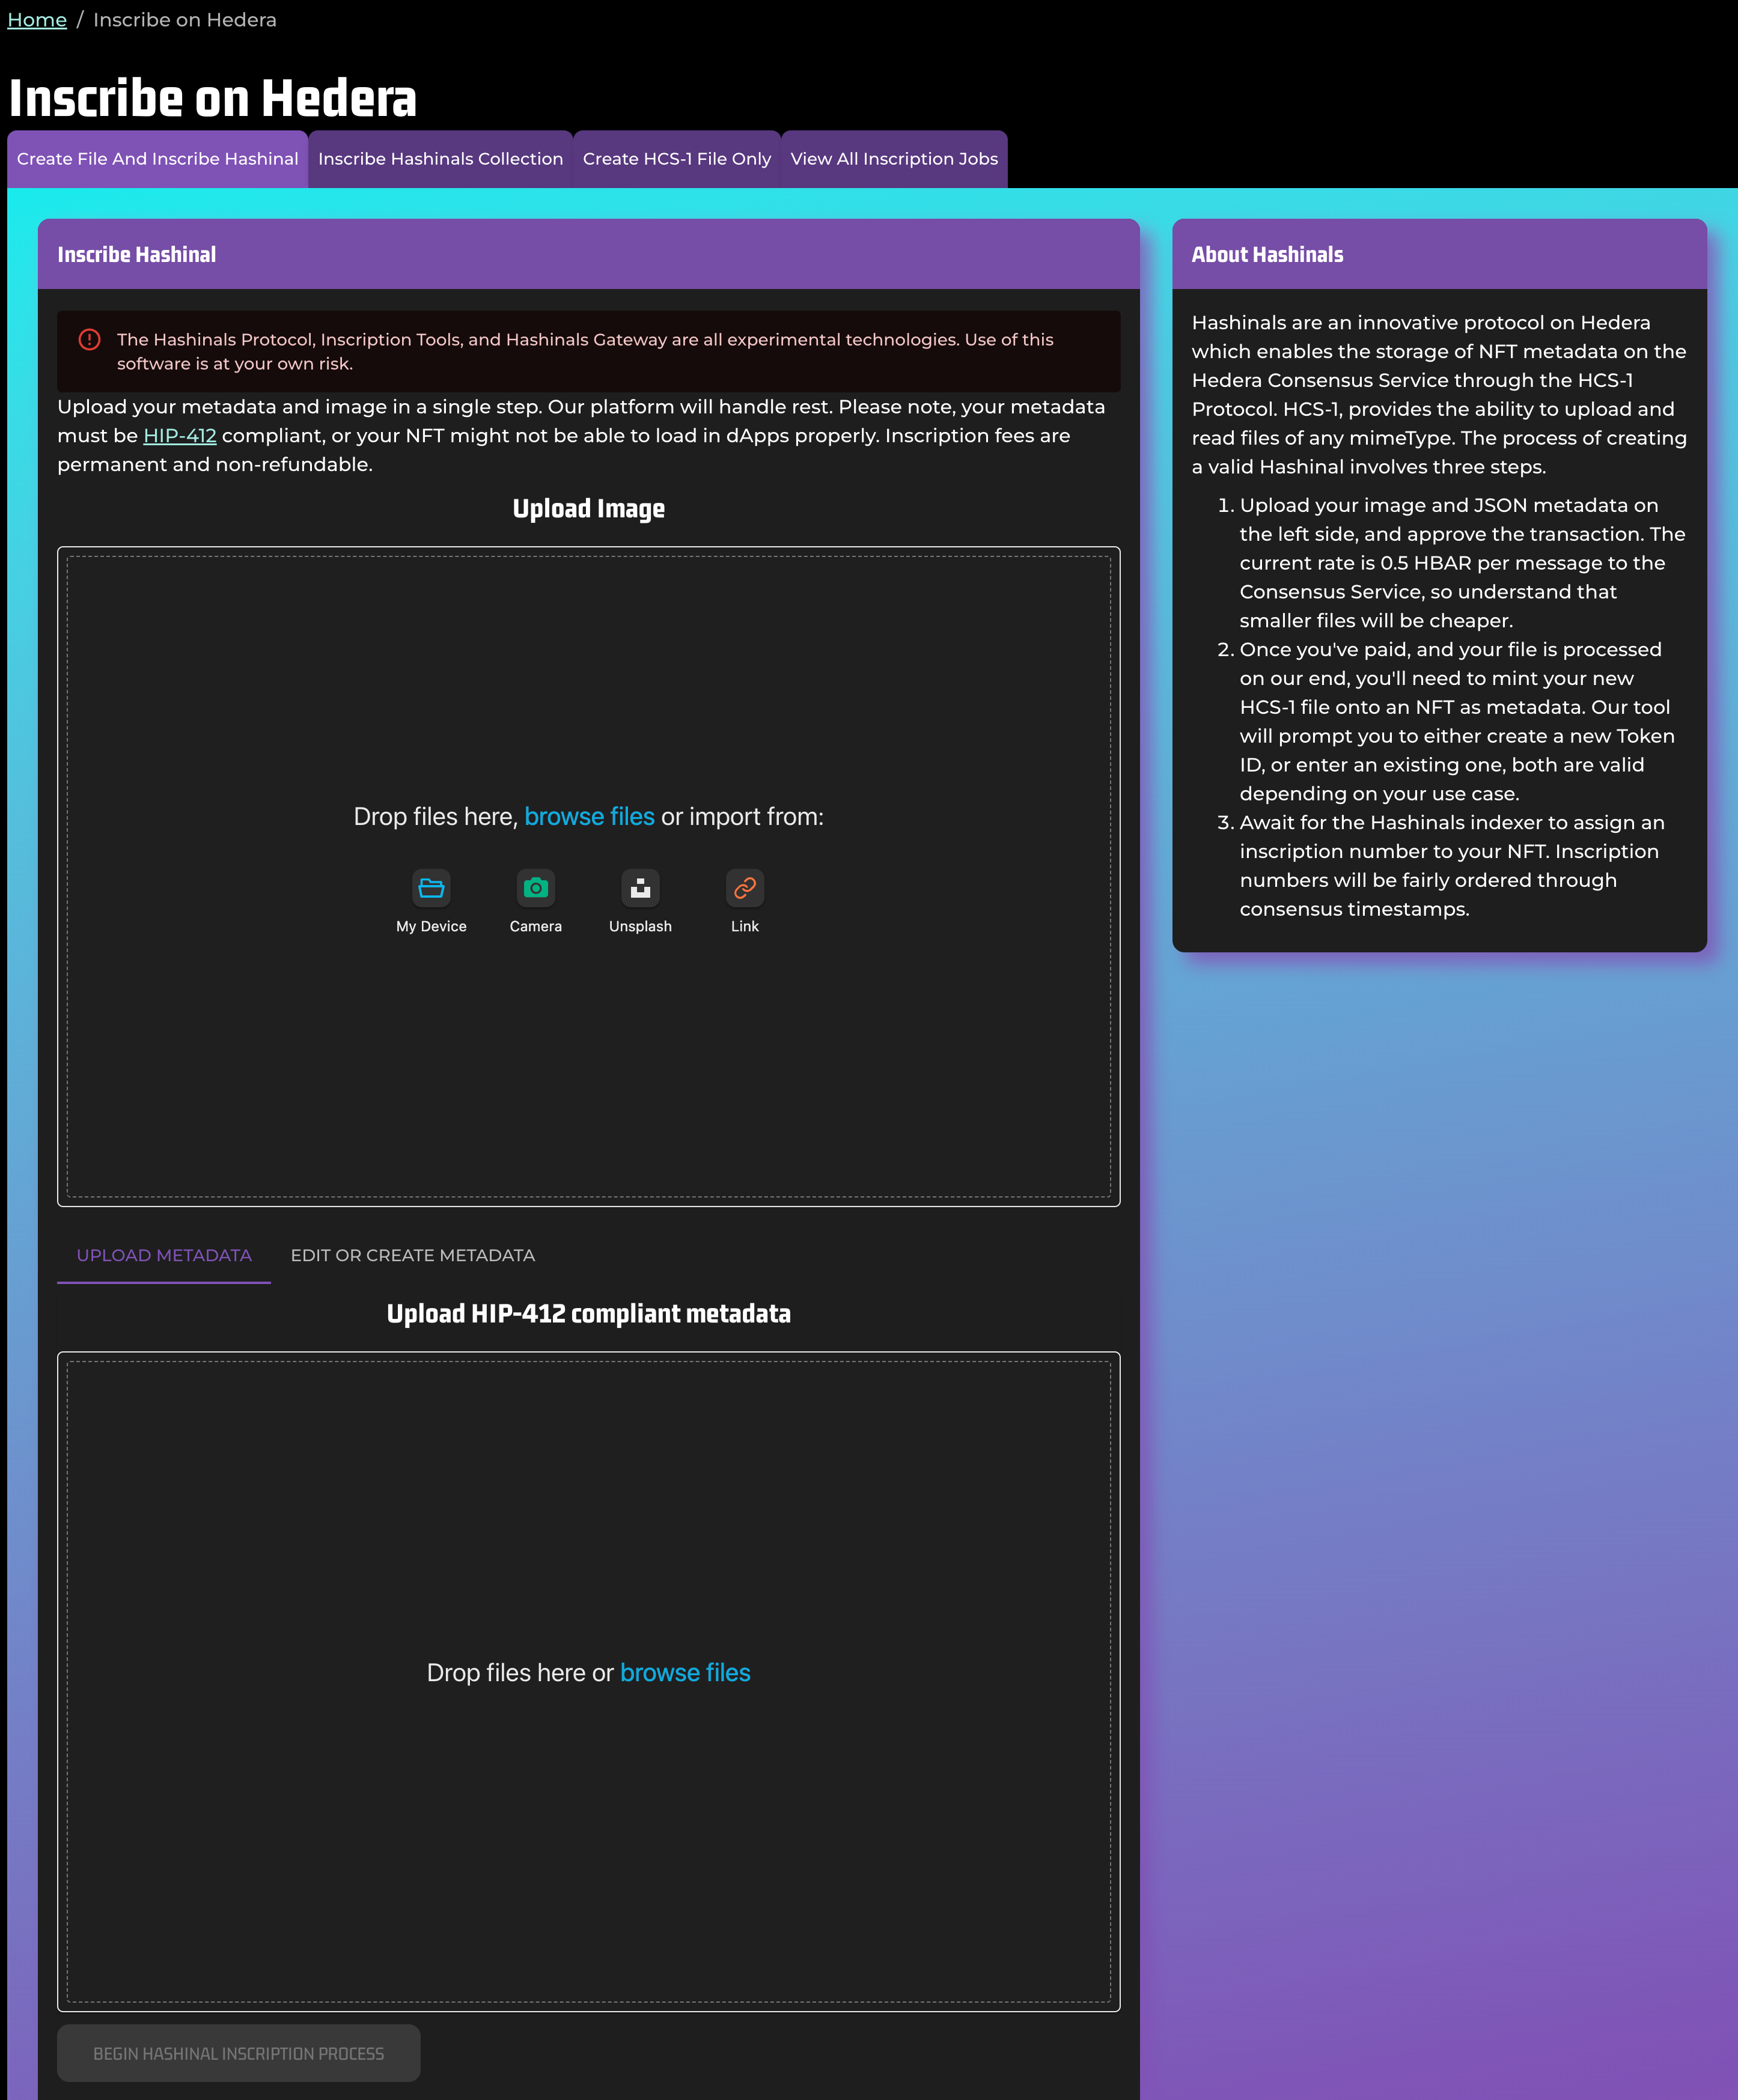 Home / Inscribe on Hedera
Inscribe on Hedera
Create File And Inscribe Hashinal
Inscribe Hashinals Collection
Create HCS-1 File Only
View All Inscription Jobs
Inscribe Hashinal
The Hashinals Protocol, Inscription Tools, and Hashinals Gateway are all experimental technologies. Use of this
software is at your own risk.
Upload your metadata and image in a single step. Our platform will handle rest. Please note, your metadata
must be HIP-412 compliant, or your NFT might not be able to load in dApps properly. Inscription fees are
permanent and non-refundable.
Upload Image
Drop files here, browse files or import from:
My Device
Camera
Unsplash
Link
UPLOAD METADATA
EDIT OR CREATE METADATA
Upload HIP-412 compliant metadata
Drop files here or browse files
BEGIN HASHINAL INSCRIPTION PROCESS
About Hashinals
Hashinals are an innovative protocol on Hedera
which enables the storage of NFT metadata on the
Hedera Consensus Service through the HCS-1
Protocol. HCS-1, provides the ability to upload and
read files of any mimeType. The process of creating
a valid Hashinal involves three steps.
1. Upload your image and JSON metadata on
the left side, and approve the transaction. The
current rate is 0.5 HBAR per message to the
Consensus Service, so understand that
smaller files will be cheaper.
2. Once you've paid, and your file is processed
on our end, you'll need to mint your new
HCS-1 file onto an NFT as metadata. Our tool
will prompt you to either create a new Token
ID, or enter an existing one, both are valid
depending on your use case.
3. Await for the Hashinals indexer to assign an
inscription number to your NFT. Inscription
numbers will be fairly ordered through
consensus timestamps.